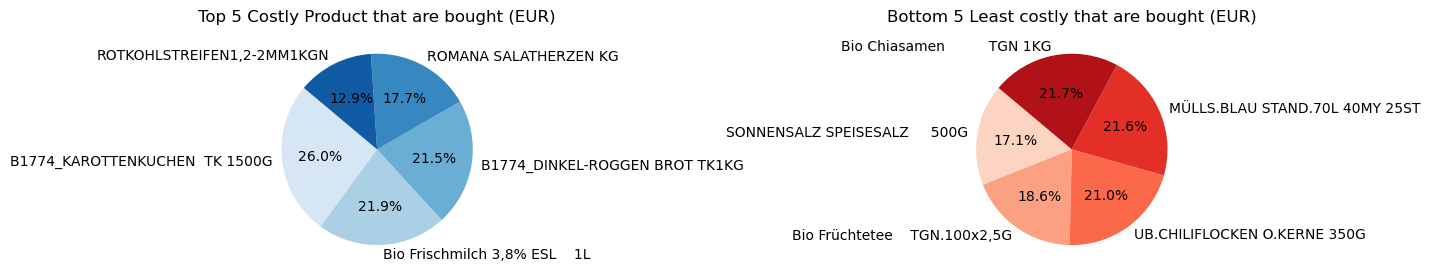 Top 5 Costly Product that are bought (EUR)
ROTKOHLSTREIFEN1,2-2MM1KGN
ROMANA SALATHERZEN KG
12.9%
17.7%
B1774_KAROTTENKUCHEN  TK 1500G
26.0%
21.5%
B1774_DINKEL-ROGGEN BROT TK1KG
21.9%
Bio Frischmilch 3,8% ESL    1L
Bottom 5 Least costly that are bought (EUR)
Bio Chiasamen          TGN 1KG
21.7%
MÜLLS.BLAU STAND.70L 40MY 25ST
21.6%
SONNENSALZ SPEISESALZ     500G
17.1%
18.6%
21.0%
Bio Früchtetee    TGN.100x2,5G
UB.CHILIFLOCKEN O.KERNE 350G